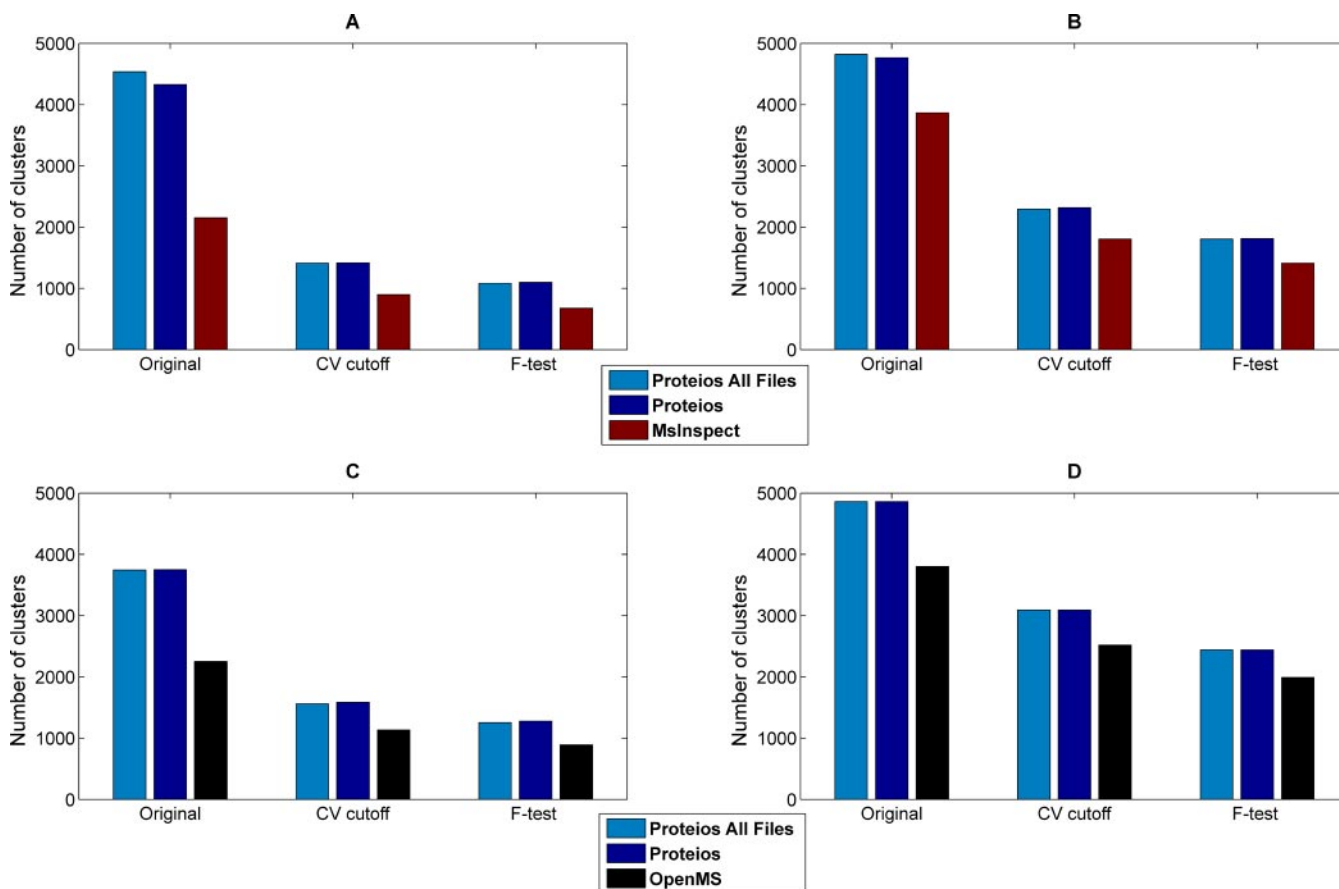 A
B
5000
4000
3000
2000
1000
0
Number of clusters
Original
CV cutoff
F-test
5000
4000
3000
2000
1000
0
Number of clusters
Original
CV cutoff
F-test
Proteios All Files
Proteios
MsInspect
C
D
5000
4000
3000
2000
1000
0
Number of clusters
Original
CV cutoff
F-test
5000
4000
3000
2000
1000
0
Number of clusters
Original
CV cutoff
F-test
Proteios All Files
Proteios
OpenMS